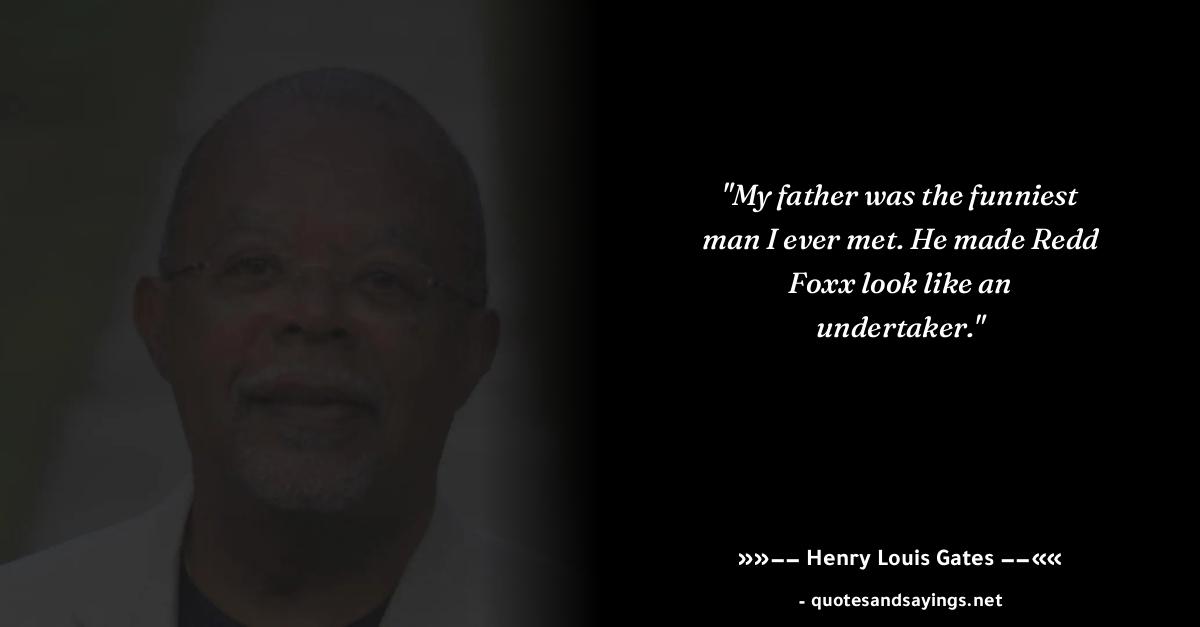 "My father was the funniest
man I ever met. He made Redd
Foxx look like an
undertaker."
»»−− Henry Louis Gates −−««
- quotesandsayings.net